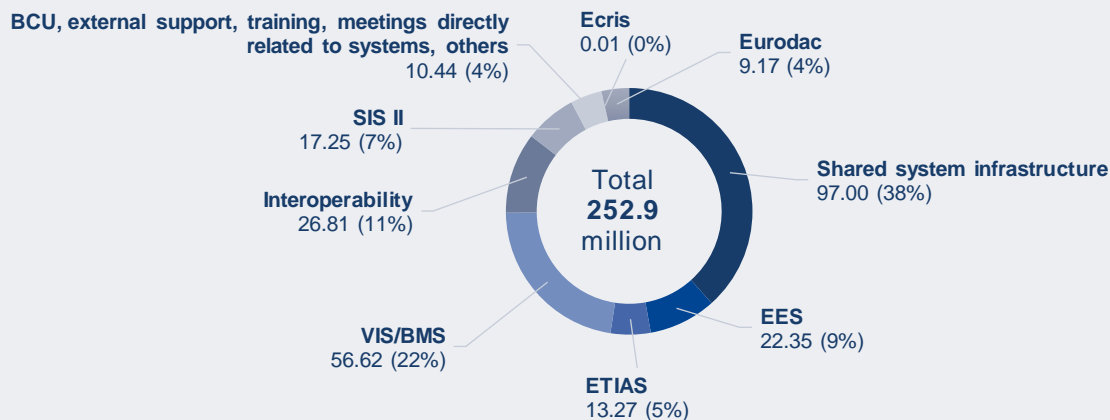 BCU, external support, training, meetings directly
related to systems, others
10.44 (4%)
Ecris
0.01 (0%)
Eurodac
9.17 (4%)
SIS II
17.25 (7%)
Shared system infrastructure
97.00 (38%)
Total
252.9
million
Interoperability
26.81 (11%)
EES
22.35 (9%)
VIS/BMS
56.62 (22%)
ETIAS
13.27 (5%)